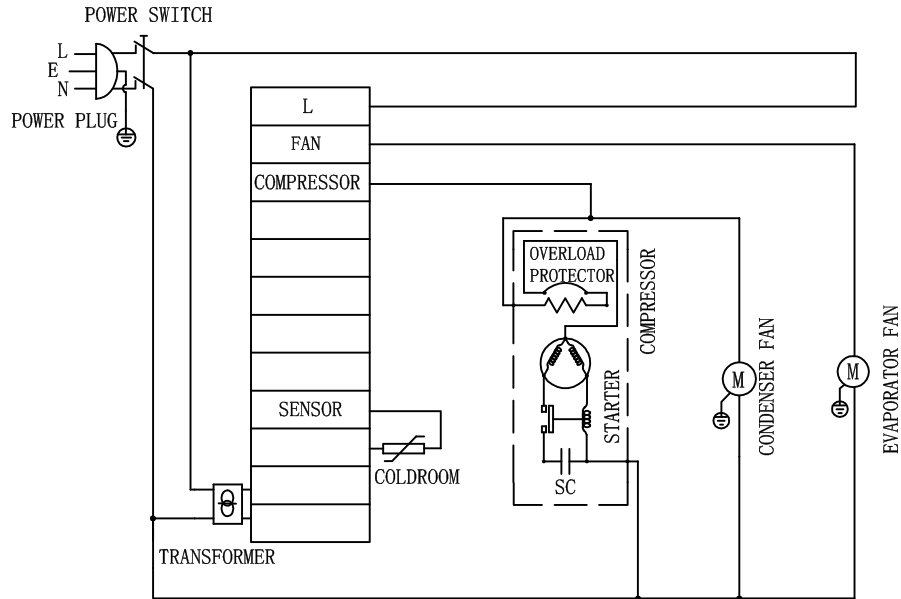 POWER SWITCH
L
E
N
POWER PLUG
L
FAN
COMPRESSOR
OVERLOAD
PROTECTOR
COMPRESSOR
STARTER
SC
M
CONDENSER FAN
M
EVAPORATOR FAN
SENSOR
COLDROOM
TRANSFORMER